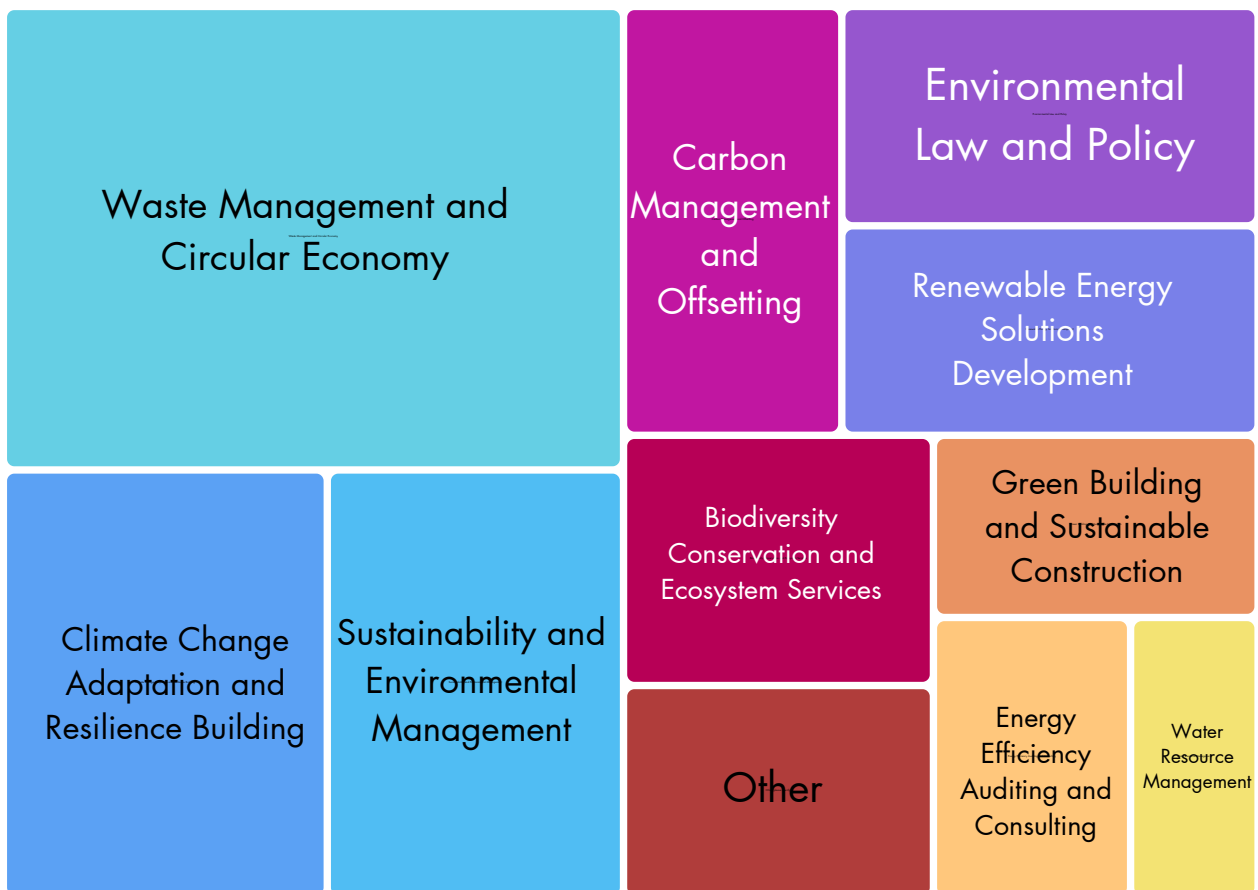 Waste Management and
Circular Economy
Carbon
Management
and
Offsetting
Environmental
Law and Policy
Renewable Energy
Solutions
Development
Climate Change
Adaptation and
Resilience Building
Sustainability and
Environmental
Management
Biodiversity
Conservation and
Ecosystem Services
Green Building
and Sustainable
Construction
Other
Energy
Efficiency
Auditing and
Consulting
Water
Resource
Management